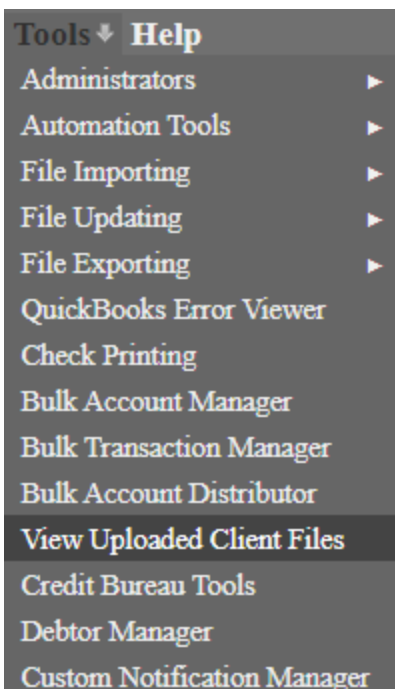 Tools Help
Administrators
Automation Tools
File Importing
File Updating
File Exporting
QuickBooks Error Viewer
Check Printing
Bulk Account Manager
Bulk Transaction Manager
Bulk Account Distributor
View Uploaded Client Files
Credit Bureau Tools
Debtor Manager
Custom Notification Manager